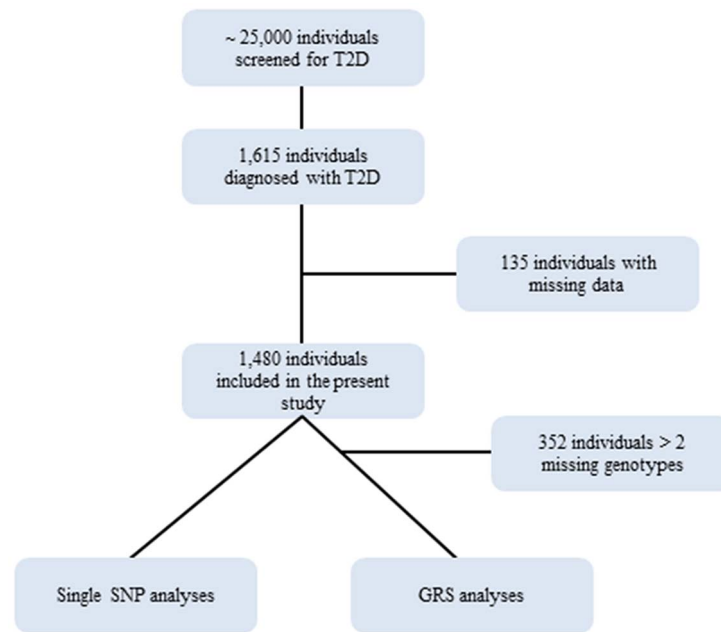 ~ 25,000 individuals
screened for T2D
1,615 individuals
diagnosed with T2D
135 individuals with
missing data
1,480 individuals
included in the present
study
352 individuals > 2
missing genotypes
Single SNP analyses
GRS analyses